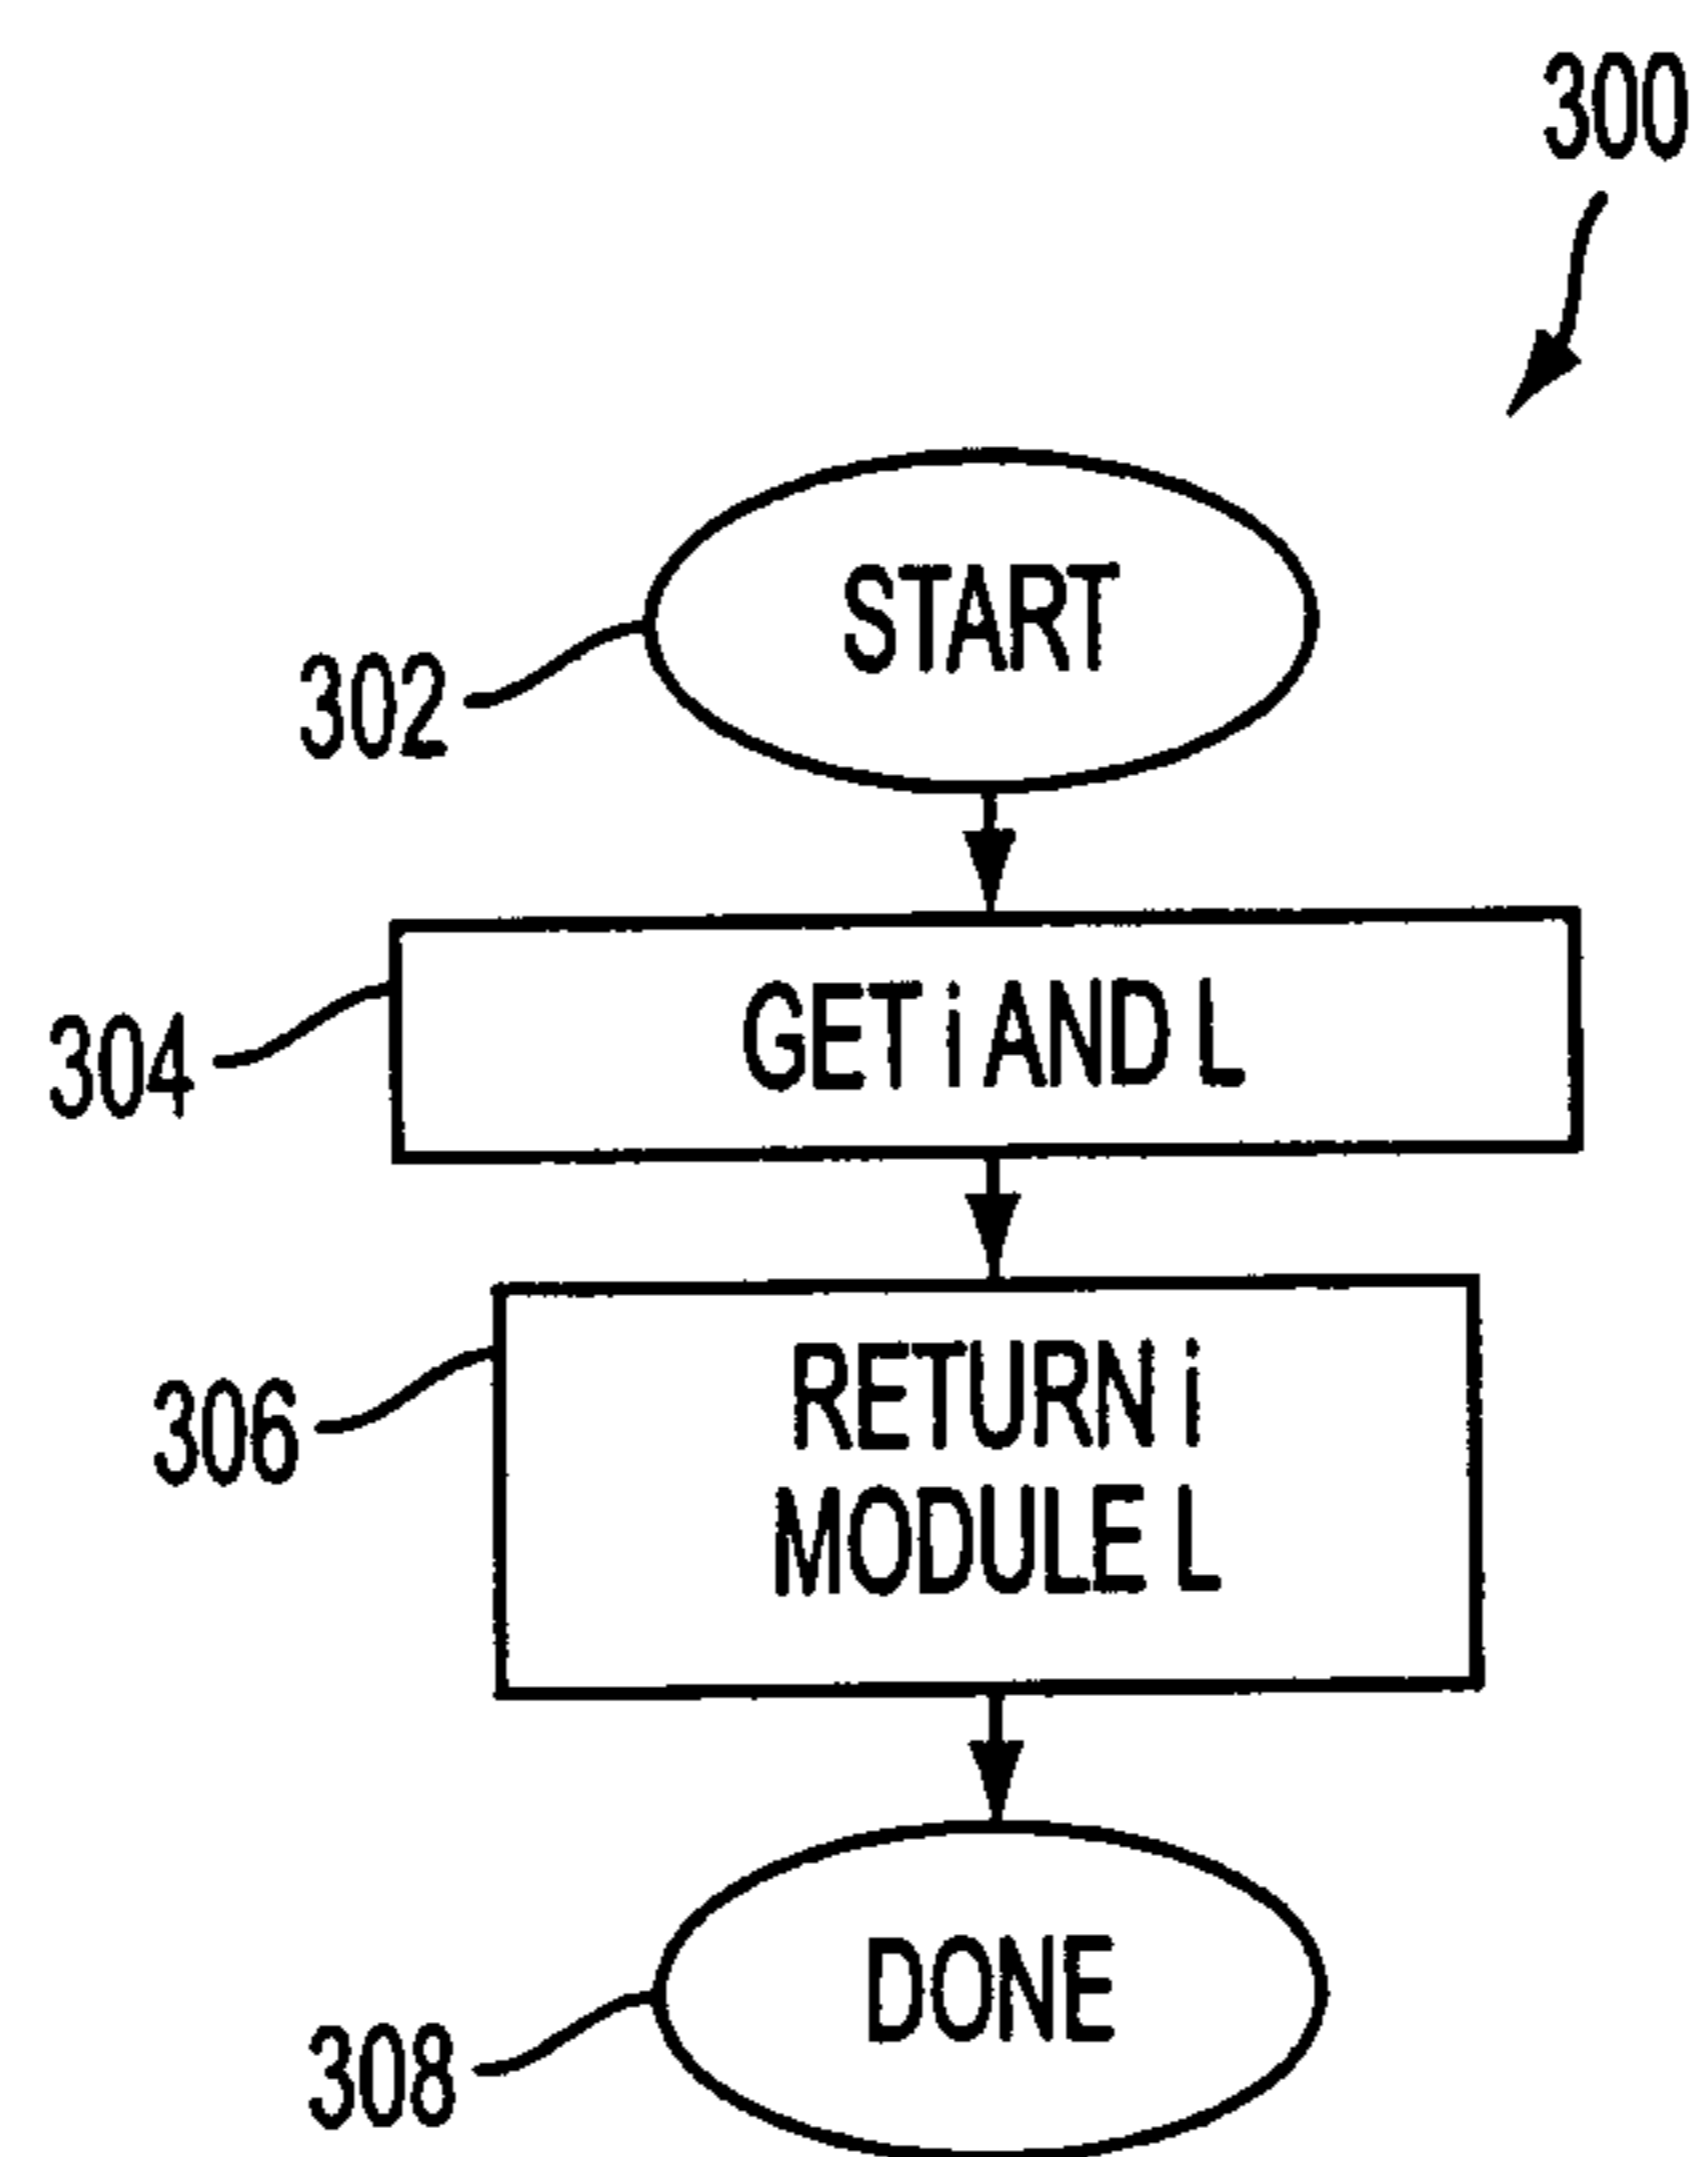 300
START
302
GET i AND L
304
RETURN i
MODULE L
306
DONE
308